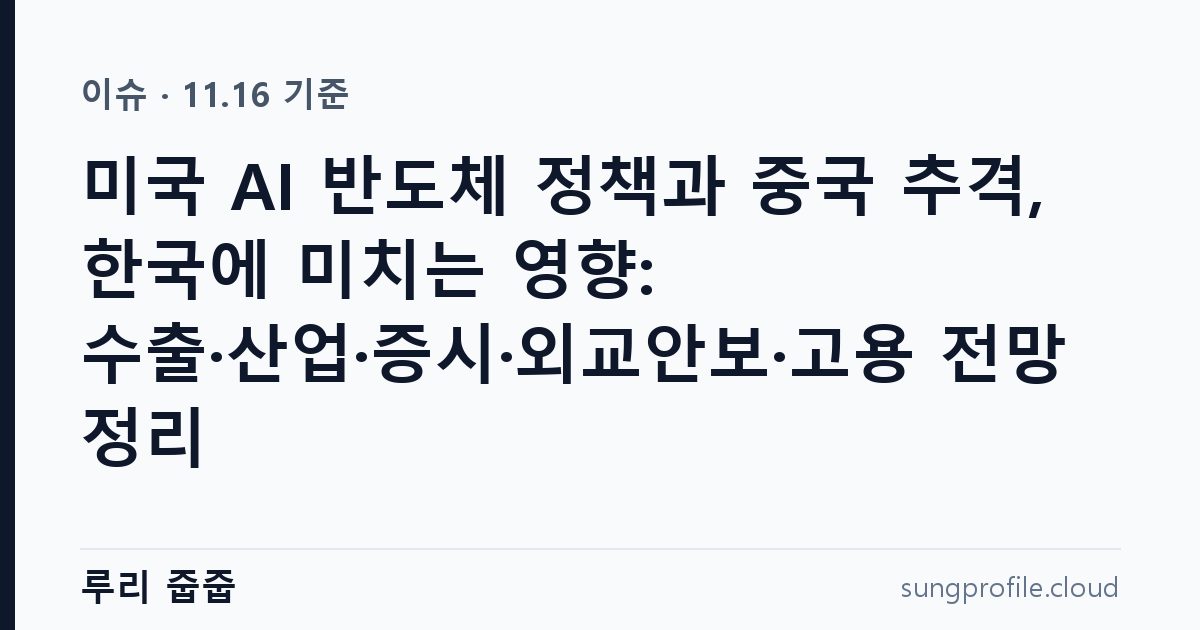 이슈 · 11.16 기준
미국 AI 반도체 정책과 중국 추격,
한국에 미치는 영향:
수출·산업·증시·외교안보·고용 전망
정리
루리 줍줍
sungprofile.cloud